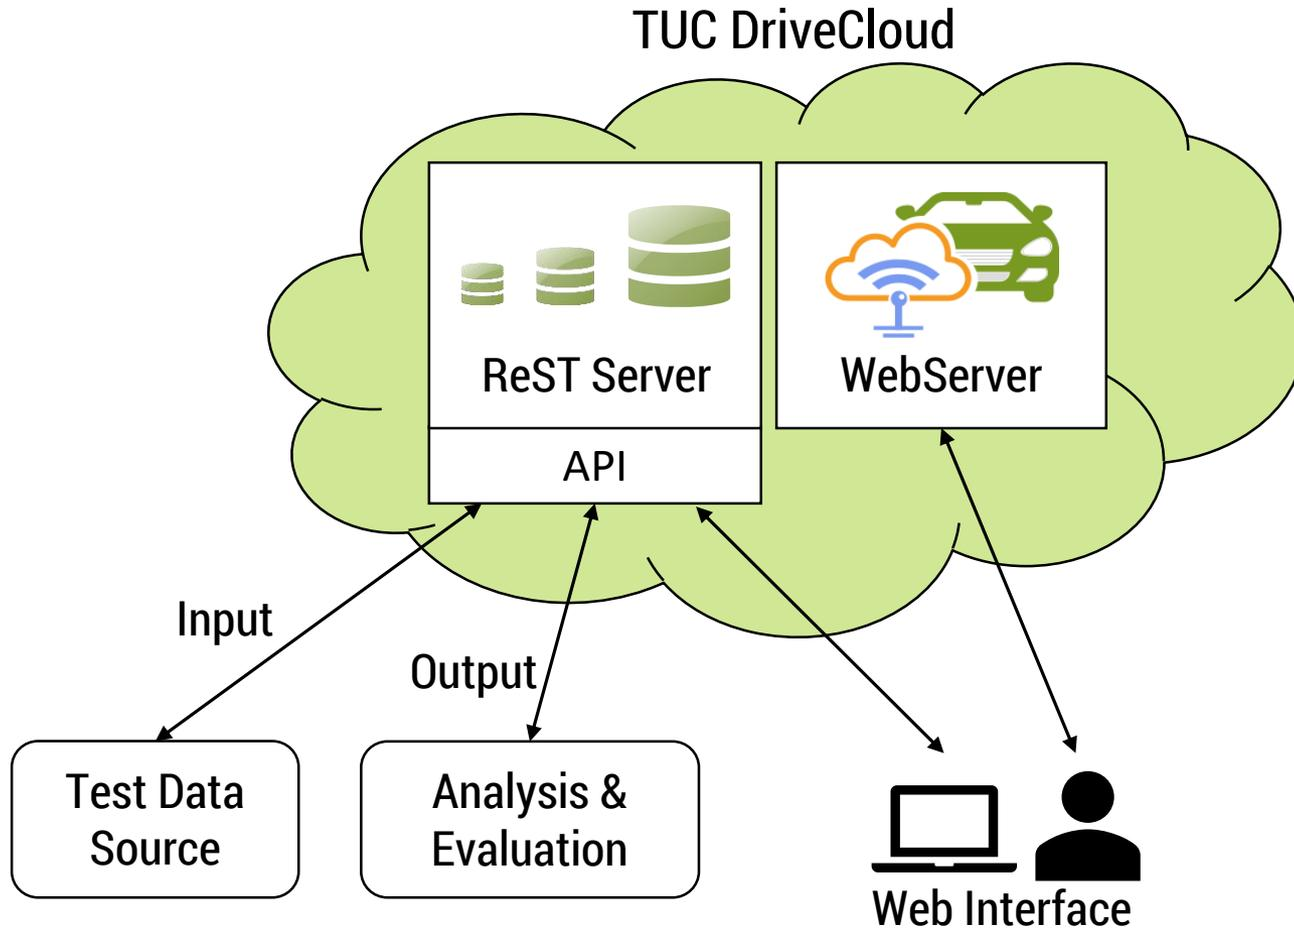 TUC DriveCloud
ReST Server
WebServer
API
Input
Output
Test Data
Source
Analysis &
Evaluation
Web Interface